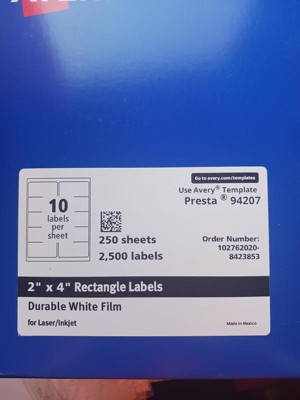 Go to avery.com/templates
Use Avery® Template
Presta ® 94207
10
labels
per
sheet
250 sheets
2,500 labels
Order Number:
102762020-
8423853
2" x 4" Rectangle Labels
Durable White Film
for Laser/Inkjet
Made in Mexico